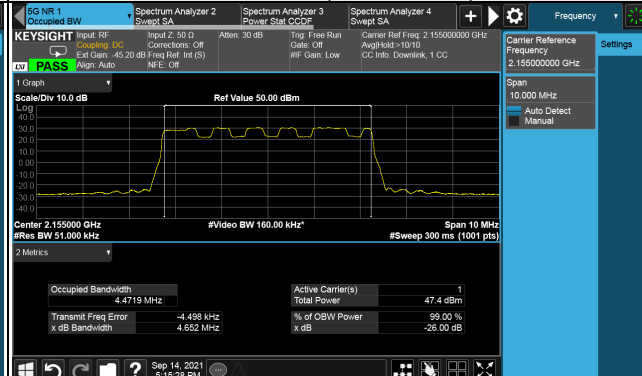 5G NR 1
Occupied BW
Spectrum Analyzer 2
Swept SA
Spectrum Analyzer 3
Power Stat CCDF
Spectrum Analyzer 4
Swept SA
Frequency
KEYSIGHT
LXI
PASS
Input: RF
Coupling: DC
Ext Gain: -45.20 dB
Align: Auto
Input Z: 50 Ω
Corrections: Off
Freq Ref: Int (S)
NFE: Off
Atten: 30 dB
Trig: Free Run
Gate: Off
#IF Gain: Low
Carrier Ref Freq: 2.155000000 GHz
Avg|Hold:>10/10
CC Info: Downlink, 1 CC
Carrier Reference
Frequency
2.155000000 GHz
Settings
Span
10.000 MHz
Auto Detect
Manual
1 Graph
Scale/Div 10.0 dB
Ref Value 50.00 dBm
Log
40.0
30.0
20.0
10.0
0.00
-10.0
-20.0
-30.0
-40.0
Center 2.155000 GHz
#Video BW 160.00 kHz*
Span 10 MHz
#Res BW 51.000 kHz
#Sweep 300 ms (1001 pts)
2 Metrics
Occupied Bandwidth
4.4719 MHz
Active Carrier(s) 1
Total Power 47.4 dBm
Transmit Freq Error -4.498 kHz
% of OBW Power 99.00 %
x dB Bandwidth 4.652 MHz
x dB -26.00 dB
Sep 14, 2021
5:15:28 PM